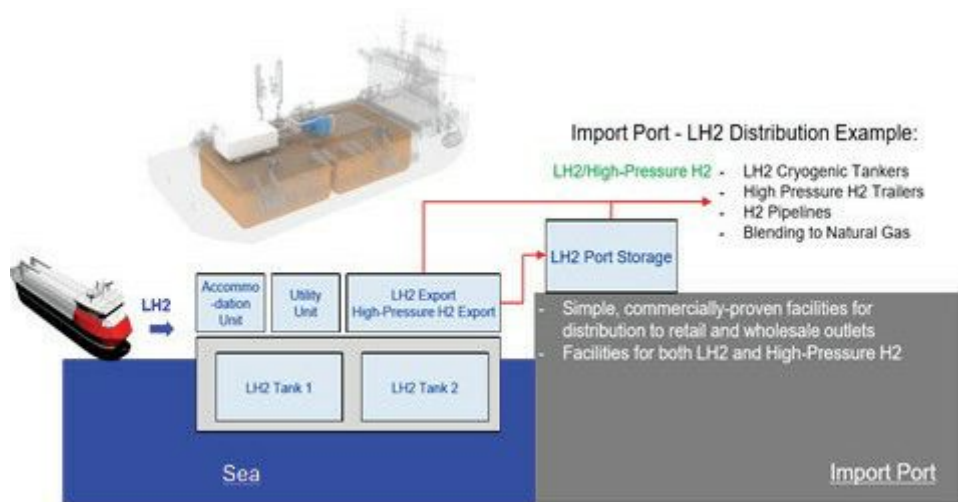 Import Port - LH2 Distribution Example:
LH2/High-Pressure H2
- LH2 Cryogenic Tankers
- High Pressure H2 Trailers
- H2 Pipelines
- Blending to Natural Gas
LH2
Accommo
-dation
Unit
Utility
Unit
LH2 Export
High-Pressure H2 Export
LH2 Port Storage
- Simple, commercially-proven facilities for
distribution to retail and wholesale outlets
- Facilities for both LH2 and High-Pressure H2
LH2 Tank 1
LH2 Tank 2
Sea
Import Port